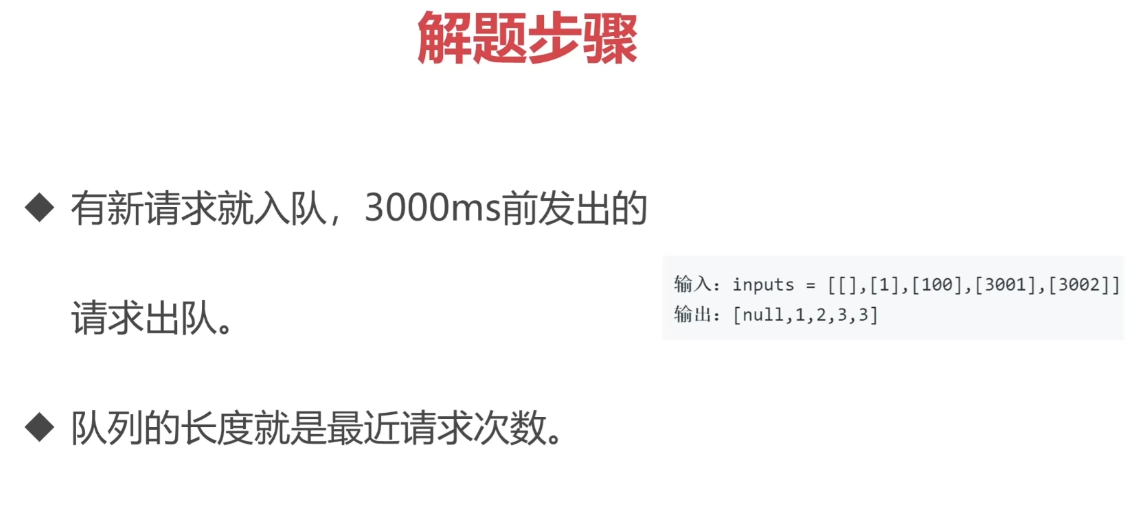 解题步骤
◆ 有新请求就入队，3000ms前发出的
请求出队。
输入：inputs = [[],[1],[100],[3001],[3002]]
输出：[null,1,2,3,3]
◆ 队列的长度就是最近请求次数。